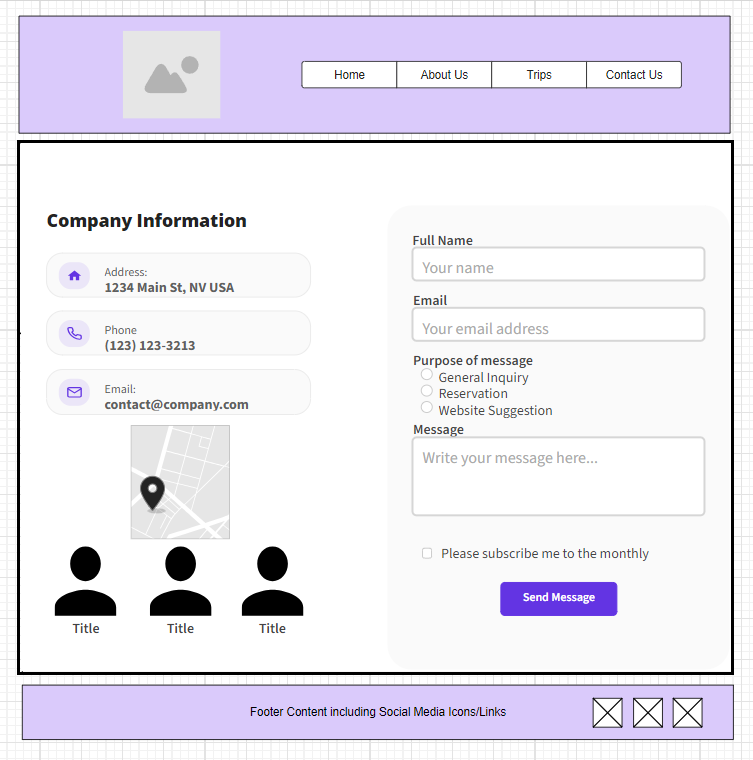 Home
About Us
Trips
Contact Us
Company Information
Address:
1234 Main St, NV USA
Phone
(123) 123-3213
Email:
contact@company.com
Title
Title
Title
Full Name
Your name
Email
Your email address
Purpose of message
General Inquiry
Reservation
Website Suggestion
Message
Write your message here...
Please subscribe me to the monthly
Send Message
Footer Content including Social Media Icons/Links